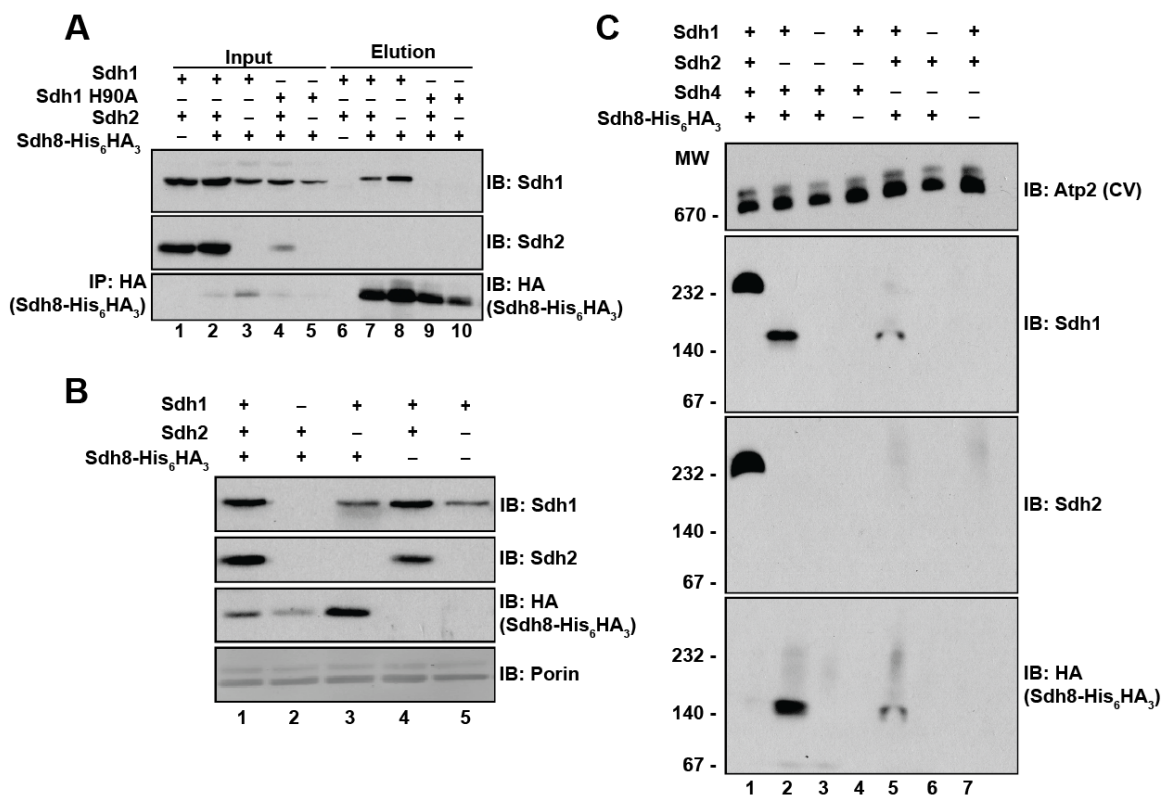 A
Input Elution
Sdh1 + + + – – + + + – –
Sdh1 H90A – – – + + – – – + +
Sdh2 + + – + – + + – + –
Sdh8-His₆HA₃ – + + + + – + + + +
IB: Sdh1
IB: Sdh2
IP: HA
(Sdh8-His₆HA₃)
IB: HA
(Sdh8-His₆HA₃)
1 2 3 4 5 6 7 8 9 10
B
Sdh1 + – + + +
Sdh2 + + – + –
Sdh8-His₆HA₃ + + + – –
IB: Sdh1
IB: Sdh2
IB: HA
(Sdh8-His₆HA₃)
IB: Porin
1 2 3 4 5
C
Sdh1 + + – + + – +
Sdh2 + – – – + + +
Sdh4 + + + + – – –
Sdh8-His₆HA₃ + + + – + + –
MW
670 -
IB: Atp2 (CV)
232 -
140 -
67 -
IB: Sdh1
232 -
140 -
67 -
IB: Sdh2
232 -
140 -
67 -
IB: HA
(Sdh8-His₆HA₃)
1 2 3 4 5 6 7